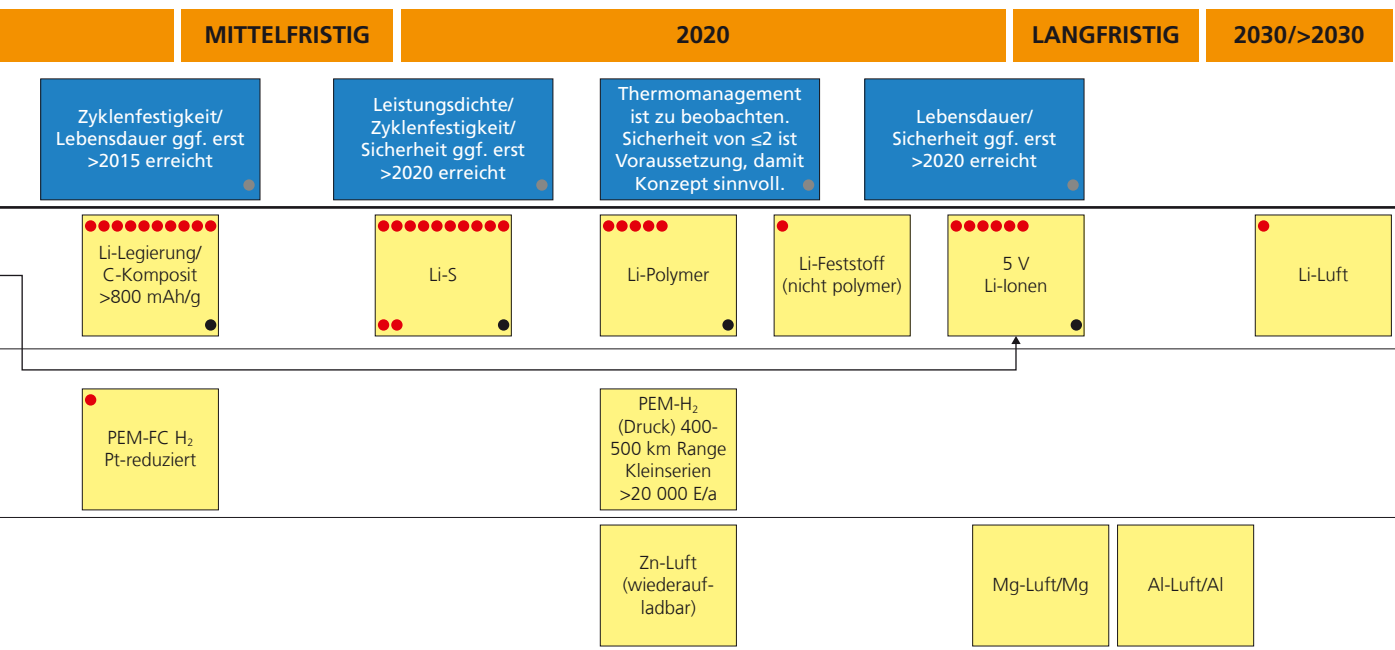 MITTELFRISTIG
2020
LANGFRISTIG
2030/>2030
Zyklenfestigkeit/
Lebensdauer ggf. erst
>2015 erreicht
Leistungsdichte/
Zyklenfestigkeit/
Sicherheit ggf. erst
>2020 erreicht
Thermomanagement
ist zu beobachten.
Sicherheit von ≤2 ist
Voraussetzung, damit
Konzept sinnvoll.
Lebensdauer/
Sicherheit ggf. erst
>2020 erreicht
Li-Legierung/
C-Komposit
>800 mAh/g
Li-S
Li-Polymer
Li-Feststoff
(nicht polymer)
5 V
Li-Ionen
Li-Luft
PEM-FC H₂
Pt-reduziert
PEM-H₂
(Druck) 400-
500 km Range
Kleinserien
>20 000 E/a
Zn-Luft
(wiederauf-
ladbar)
Mg-Luft/Mg
Al-Luft/Al